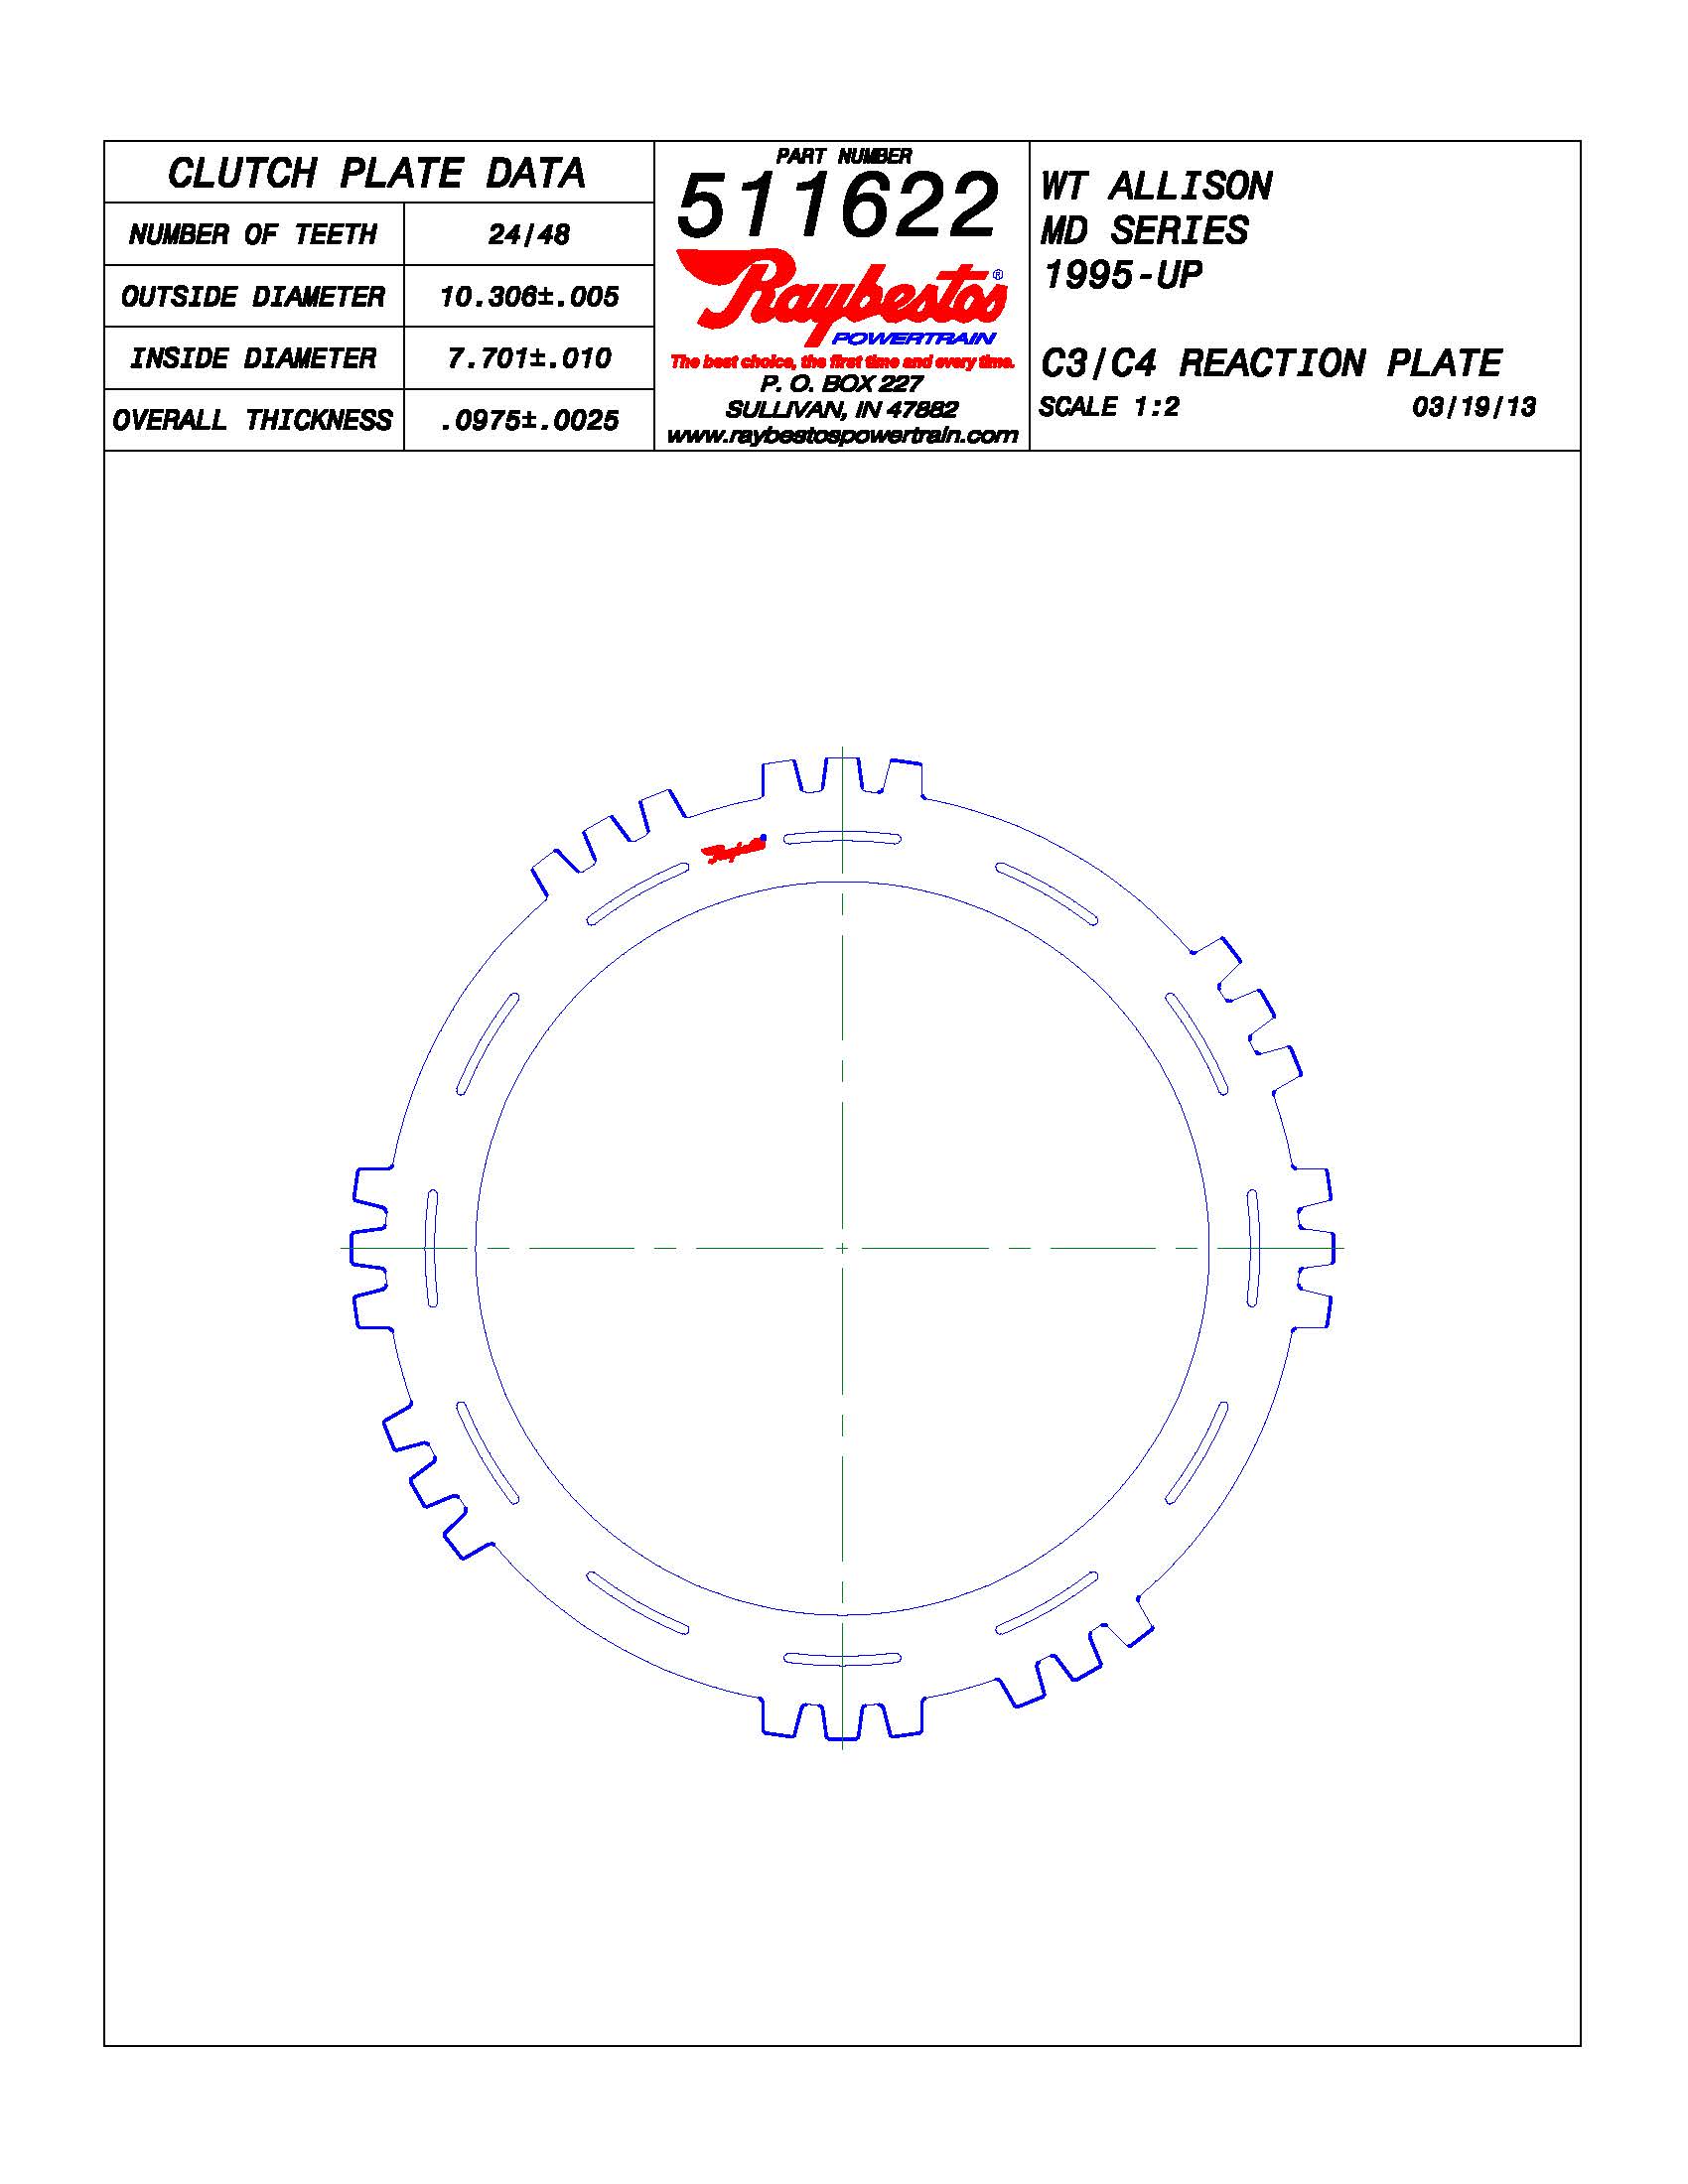 CLUTCH PLATE DATA
NUMBER OF TEETH 24/48
OUTSIDE DIAMETER 10.306±.005
INSIDE DIAMETER 7.701±.010
OVERALL THICKNESS .0975±.0025
PART NUMBER
511622
Raybestos®
POWERTRAIN
The best choice, the first time and every time.
P. O. BOX 227
SULLIVAN, IN 47882
www.raybestospowertrain.com
WT ALLISON
MD SERIES
1995-UP
C3/C4 REACTION PLATE
SCALE 1:2 03/19/13
Raybestos